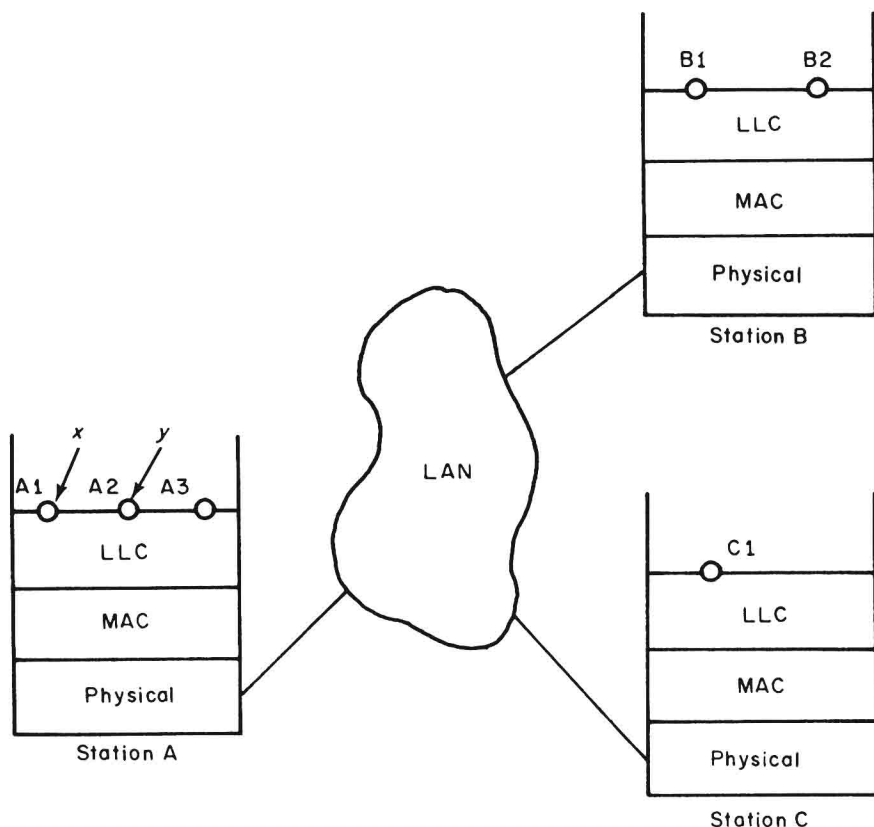 B1 B2
LLC
MAC
Physical
Station B
LAN
x y
A1 A2 A3
LLC
MAC
Physical
Station A
C1
LLC
MAC
Physical
Station C